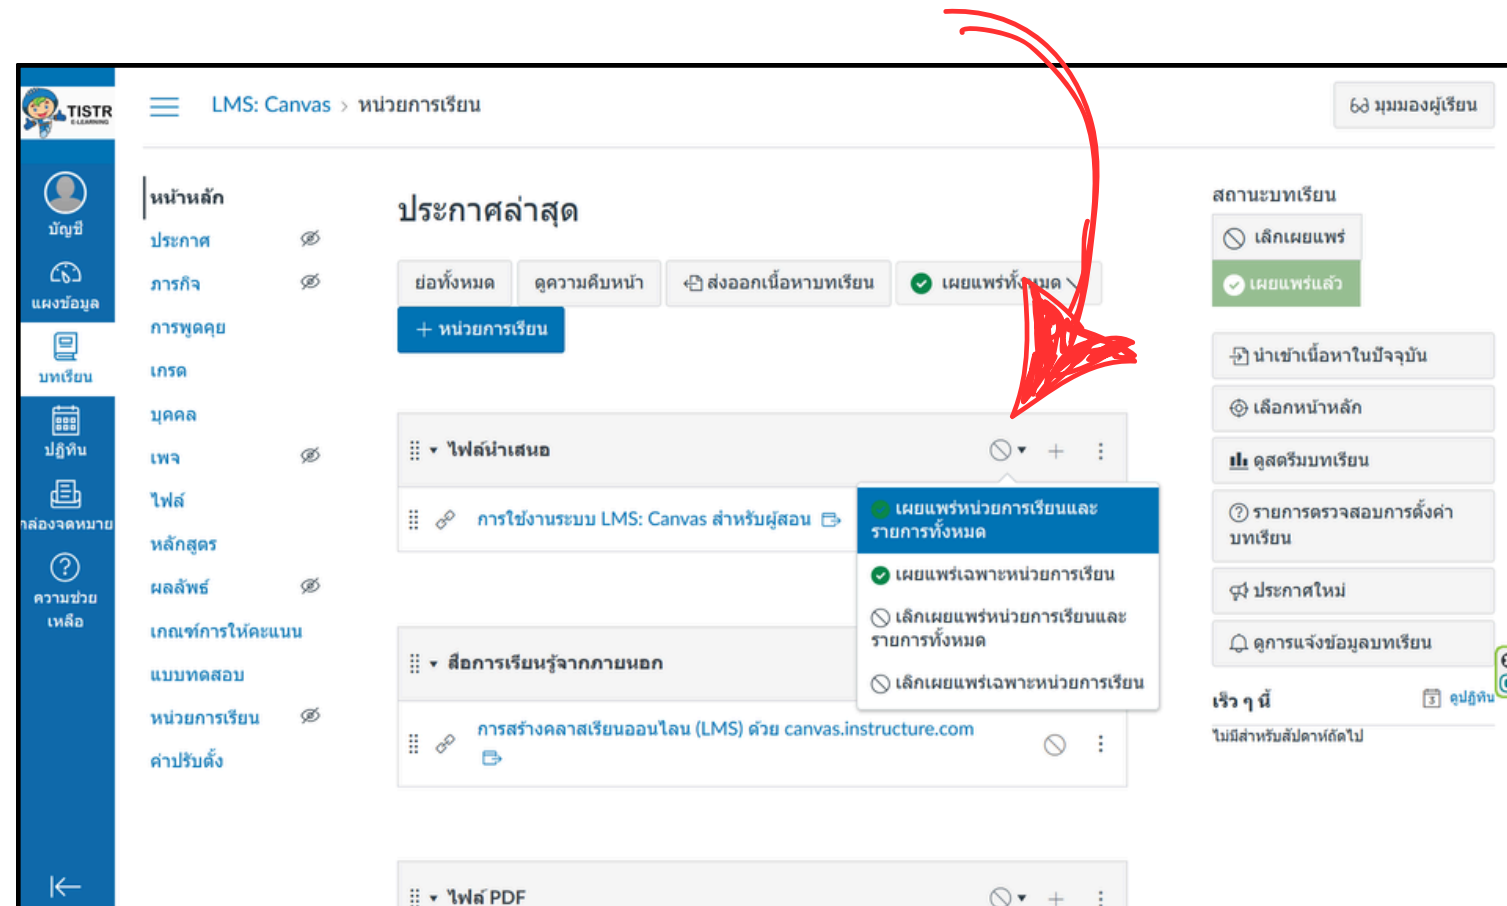 TISTR
E-LEARNING
LMS: Canvas › หน่วยการเรียน
มุมมองผู้เรียน
บัญชี
แผงข้อมูล
บทเรียน
ปฏิทิน
กล่องจดหมาย
ความช่วย
เหลือ
หน้าหลัก
ประกาศ
ภารกิจ
การพูดคุย
เกรด
บุคคล
เพจ
ไฟล์
หลักสูตร
ผลลัพธ์
เกณฑ์การให้คะแนน
แบบทดสอบ
หน่วยการเรียน
ค่าปรับตั้ง
ประกาศล่าสุด
ย่อทั้งหมด ดูความคืบหน้า ส่งออกเนื้อหาบทเรียน เผยแพร่ทั้งหมด
+ หน่วยการเรียน
ไฟล์นำเสนอ
การใช้งานระบบ LMS: Canvas สำหรับผู้สอน
เผยแพร่หน่วยการเรียนและ
รายการทั้งหมด
เผยแพร่เฉพาะหน่วยการเรียน
เลิกเผยแพร่หน่วยการเรียนและ
รายการทั้งหมด
เลิกเผยแพร่เฉพาะหน่วยการเรียน
สื่อการเรียนรู้จากภายนอก
การสร้างคลาสเรียนออนไลน (LMS) ด้วย canvas.instructure.com
ไฟล์ PDF
สถานะบทเรียน
เลิกเผยแพร่
เผยแพร่แล้ว
นำเข้าเนื้อหาในปัจจุบัน
เลือกหน้าหลัก
ดูสตรีมบทเรียน
รายการตรวจสอบการตั้งค่า
บทเรียน
ประกาศใหม่
ดูการแจ้งข้อมูลบทเรียน
เร็ว ๆ นี้ 3 ดูปฏิทิน
ไม่มีสำหรับสัปดาห์ถัดไป